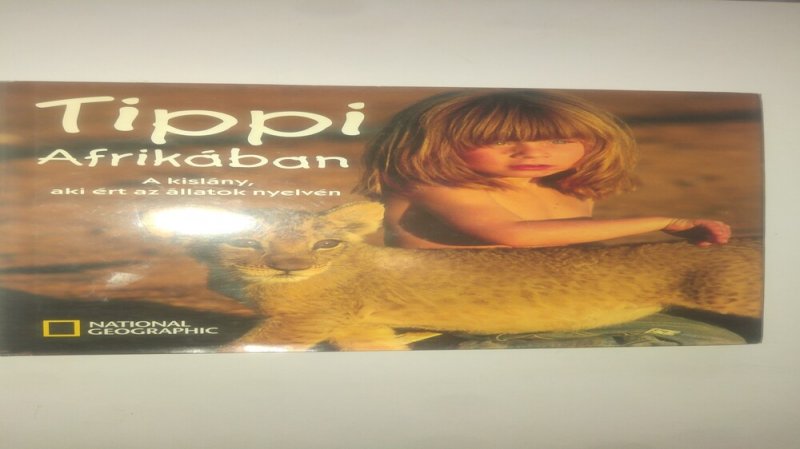 Tippi
Afrikában
A kislány,
aki ért az állatok nyelvén
NATIONAL
GEOGRAPHIC